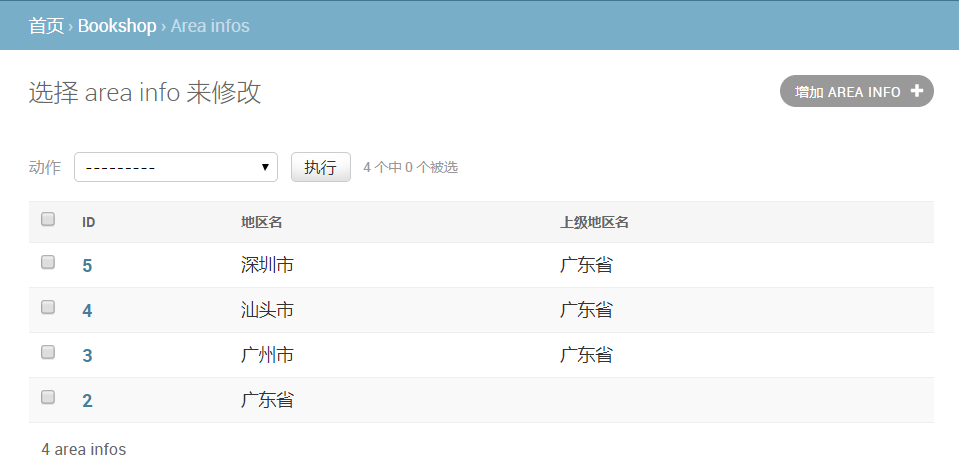 首页 › Bookshop › Area infos
选择 area info 来修改
增加 AREA INFO
动作 --------- 执行 4 个中 0 个被选
ID 地区名 上级地区名
5 深圳市 广东省
4 汕头市 广东省
3 广州市 广东省
2 广东省
4 area infos